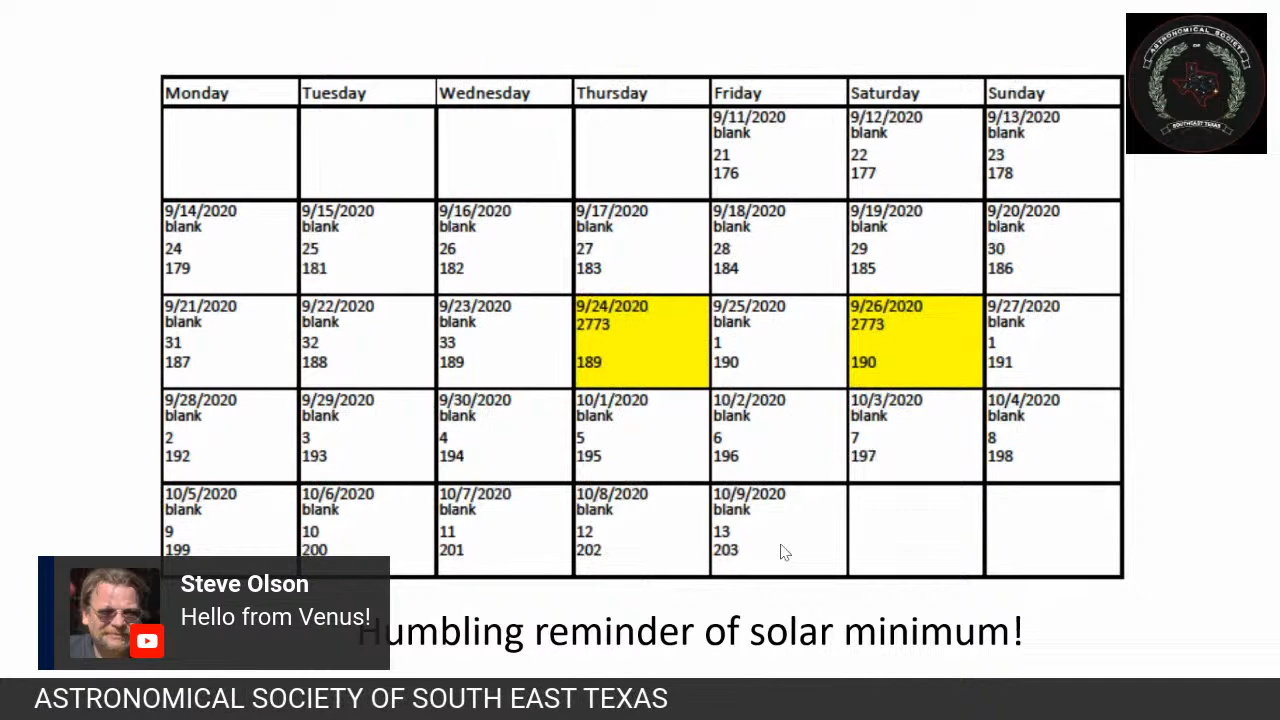 ASTRONOMICAL SOCIETY
OF
SOUTHEAST TEXAS
Monday Tuesday Wednesday Thursday Friday Saturday Sunday
9/11/2020 9/12/2020 9/13/2020
blank blank blank
21 22 23
176 177 178
9/14/2020 9/15/2020 9/16/2020 9/17/2020 9/18/2020 9/19/2020 9/20/2020
blank blank blank blank blank blank blank
24 25 26 27 28 29 30
179 181 182 183 184 185 186
9/21/2020 9/22/2020 9/23/2020 9/24/2020 9/25/2020 9/26/2020 9/27/2020
blank blank blank 2773 blank 2773 blank
31 32 33 1 1
187 188 189 189 190 190 191
9/28/2020 9/29/2020 9/30/2020 10/1/2020 10/2/2020 10/3/2020 10/4/2020
blank blank blank blank blank blank blank
2 3 4 5 6 7 8
192 193 194 195 196 197 198
10/5/2020 10/6/2020 10/7/2020 10/8/2020 10/9/2020
blank blank blank blank blank
9 10 11 12 13
199 200 201 202 203
Steve Olson
Hello from Venus!
Humbling reminder of solar minimum!
ASTRONOMICAL SOCIETY OF SOUTH EAST TEXAS